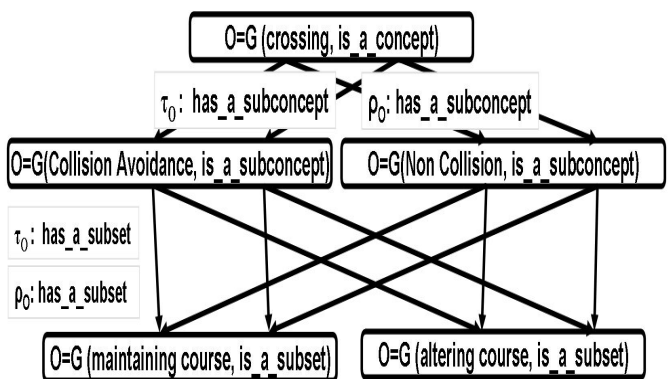 O=G (crossing, is_a_concept)
τ0 : has_a_subconcept
ρ0: has_a_subconcept
O=G(Collision Avoidance, is_a_subconcept)
O=G(Non Collision, is_a_subconcept)
τ0: has_a_subset
ρ0: has_a_subset
O=G (maintaining course, is_a_subset)
O=G (altering course, is_a_subset)